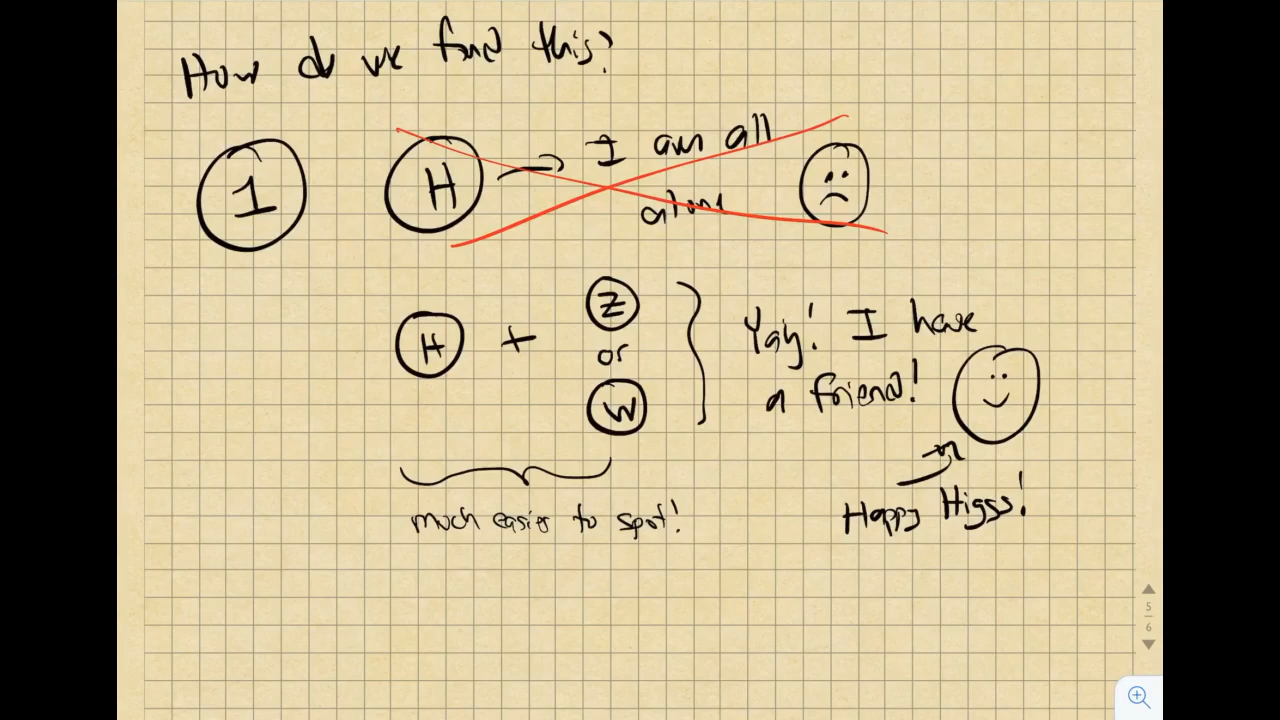 How do we find this?
1 H → I am all
alone
H + Z
or
W
Yay! I have
a friend!
much easier to spot!
Happy Higgs!
5
6